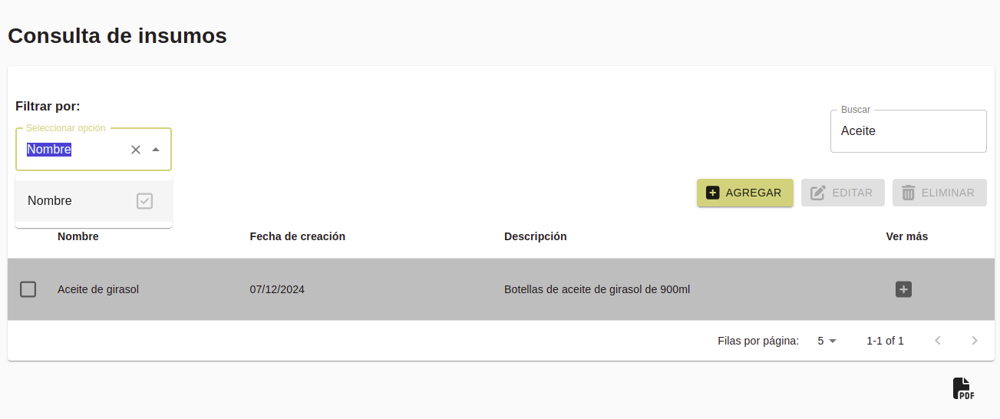 Consulta de insumos
Filtrar por:
Seleccionar opción
Nombre
Buscar
Aceite
Nombre
AGREGAR
EDITAR
ELIMINAR
Nombre
Fecha de creación
Descripción
Ver más
Aceite de girasol
07/12/2024
Botellas de aceite de girasol de 900ml
Filas por página:
5
1-1 of 1
PDF